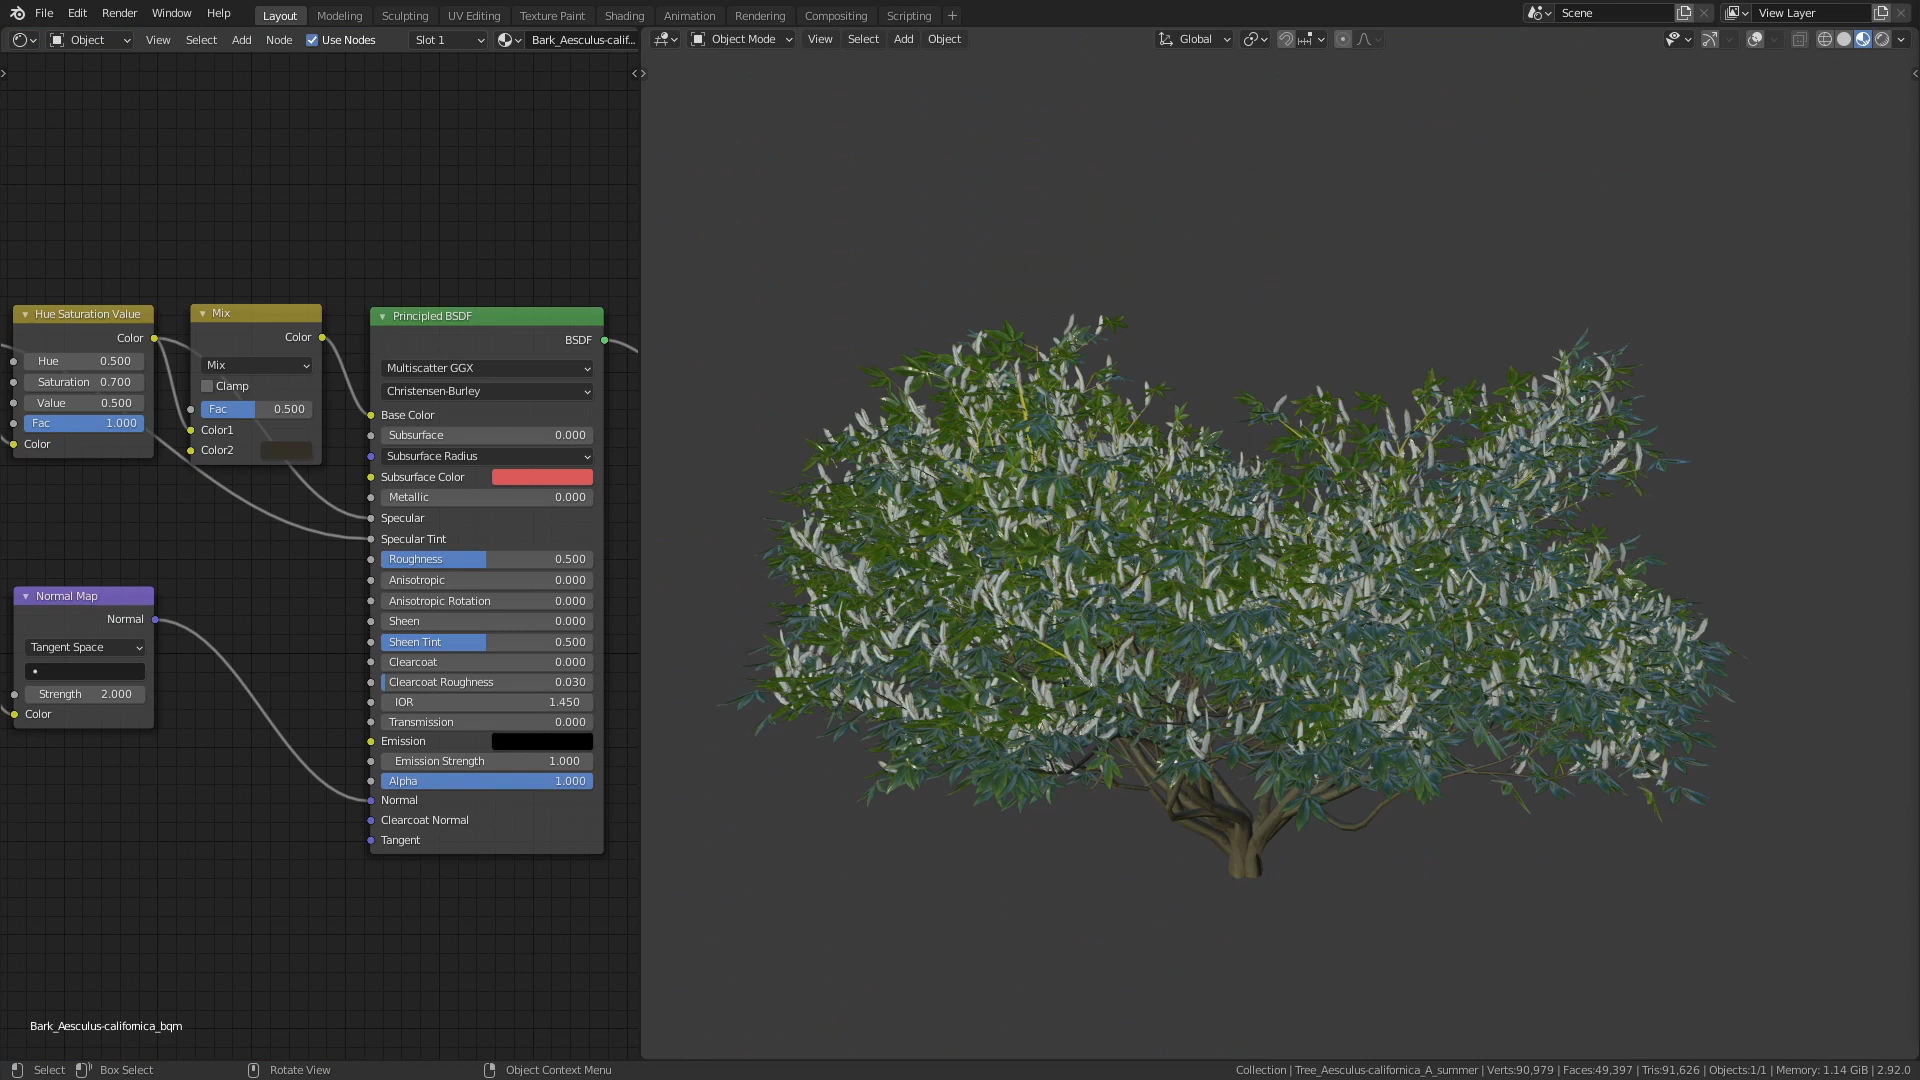 File Edit Render Window Help Layout Modeling Sculpting UV Editing Texture Paint Shading Animation Rendering Compositing Scripting + Scene View Layer
Object View Select Add Node Use Nodes Slot 1 Bark_Aesculus-calif... Object Mode View Select Add Object Global
Hue Saturation Value
Color
Hue 0.500
Saturation 0.700
Value 0.500
Fac 1.000
Color
Mix
Color
Mix
Clamp
Fac 0.500
Color1
Color2
Principled BSDF
BSDF
Multiscatter GGX
Christensen-Burley
Base Color
Subsurface 0.000
Subsurface Radius
Subsurface Color
Metallic 0.000
Specular
Specular Tint
Roughness 0.500
Anisotropic 0.000
Anisotropic Rotation 0.000
Sheen 0.000
Sheen Tint 0.500
Clearcoat 0.000
Clearcoat Roughness 0.030
IOR 1.450
Transmission 0.000
Emission
Emission Strength 1.000
Alpha 1.000
Normal
Clearcoat Normal
Tangent
Normal Map
Normal
Tangent Space
Strength 2.000
Color
Bark_Aesculus-californica_bqm
Select Box Select Rotate View Object Context Menu Collection | Tree_Aesculus-californica_A_summer | Verts:90,979 | Faces:49,397 | Tris:91,626 | Objects:1/1 | Memory: 1.14 GiB | 2.92.0